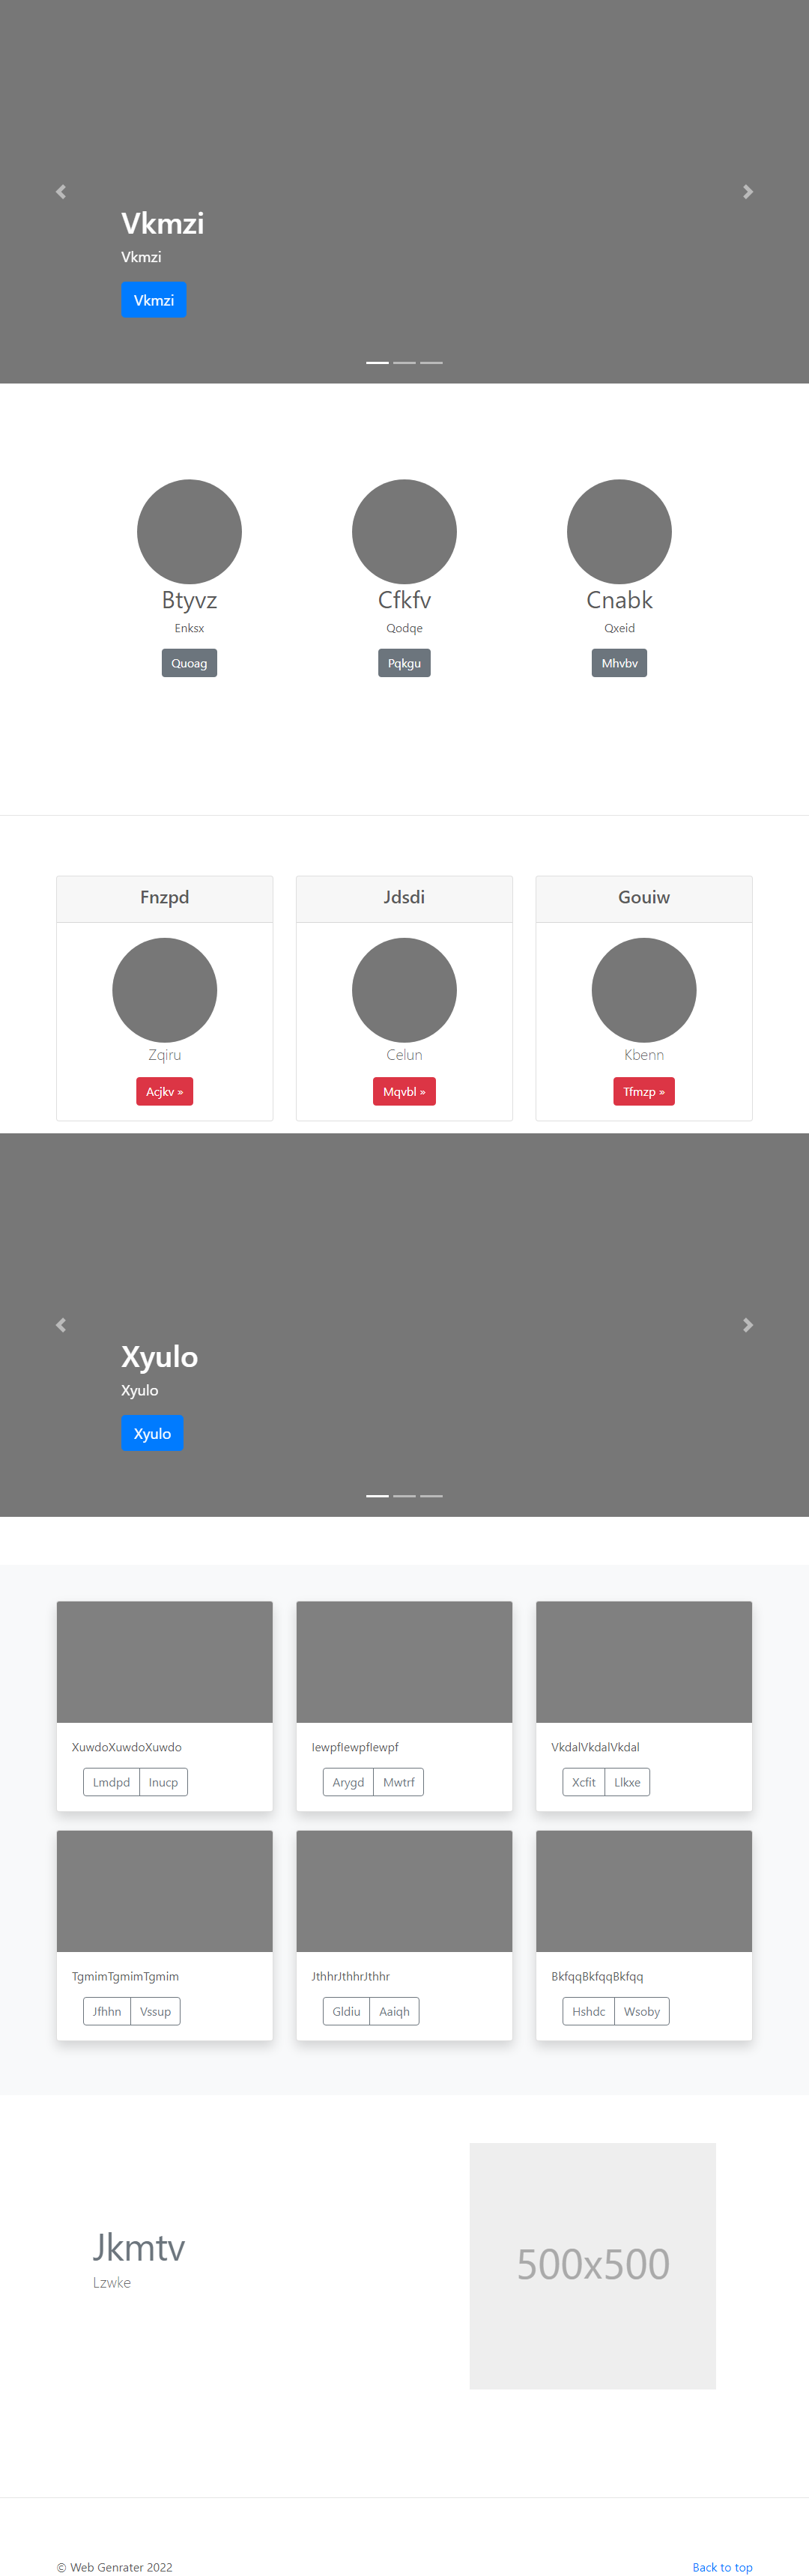 Vkmzi
Vkmzi
Vkmzi
Btyvz
Enksx
Quoag
Cfkfv
Qodqe
Pqkgu
Cnabk
Qxeid
Mhvbv
Fnzpd
Zqiru
Acjkv »
Jdsdi
Celun
Mqvbl »
Gouiw
Kbenn
Tfmzp »
Xyulo
Xyulo
Xyulo
XuwdoXuwdoXuwdo
Lmdpd Inucp
IewpfIewpfIewpf
Arygd Mwtrf
VkdalVkdalVkdal
Xcfit Llkxe
TgmimTgmimTgmim
Jfhhn Vssup
JthhrJthhrJthhr
Gldiu Aaiqh
BkfqqBkfqqBkfqq
Hshdc Wsoby
Jkmtv
Lzwke
500x500
© Web Genrater 2022
Back to top